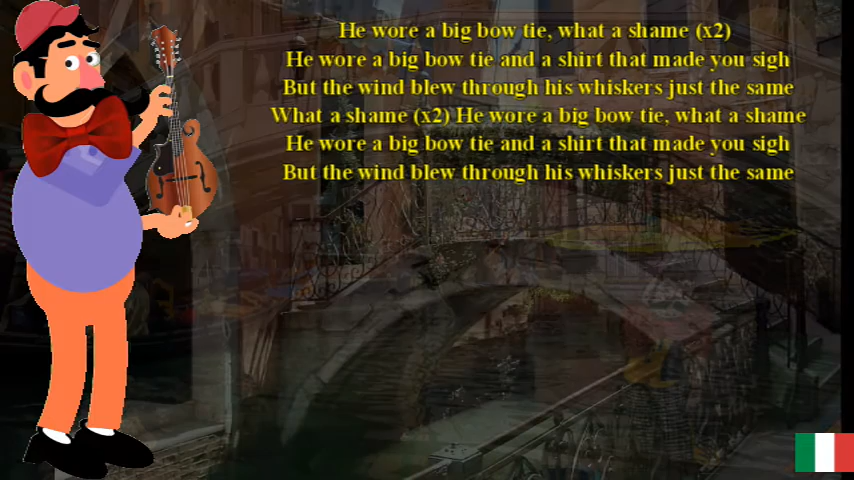 He wore a big bow tie, what a shame (x2)
He wore a big bow tie and a shirt that made you sigh
But the wind blew through his whiskers just the same
What a shame (x2) He wore a big bow tie, what a shame
He wore a big bow tie and a shirt that made you sigh
But the wind blew through his whiskers just the same